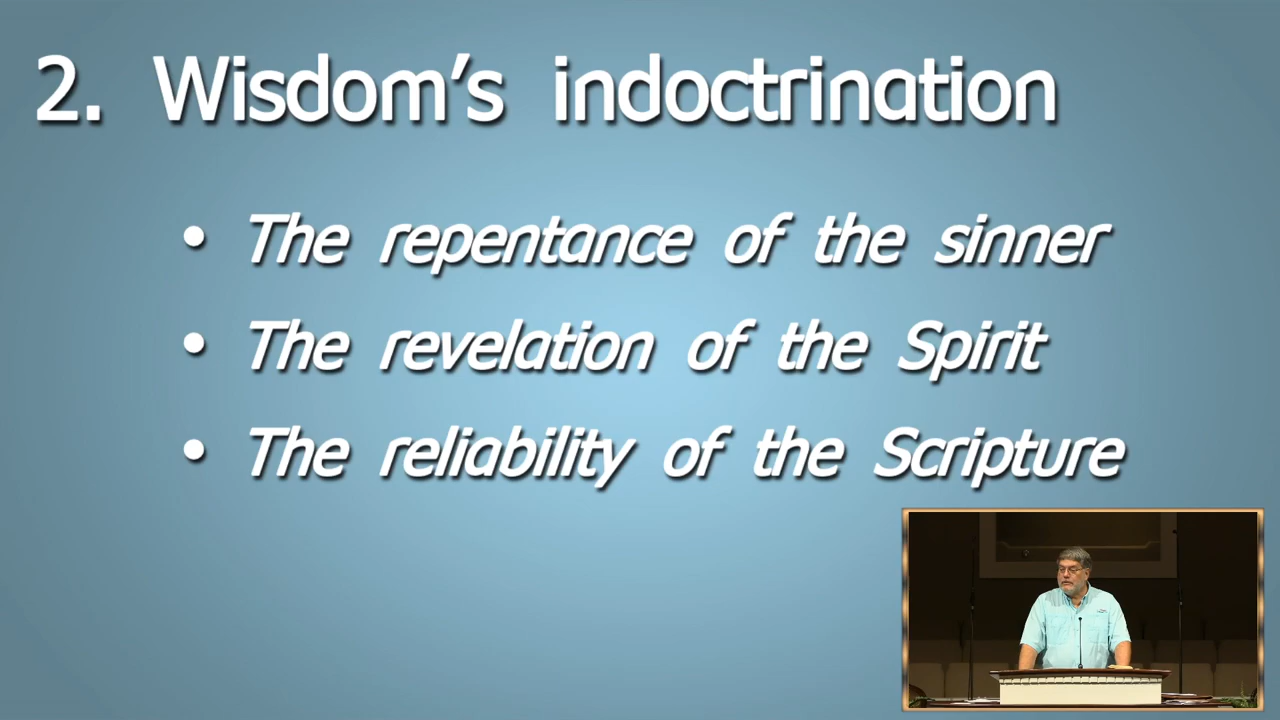 2. Wisdom's indoctrination
• The repentance of the sinner
• The revelation of the Spirit
• The reliability of the Scripture